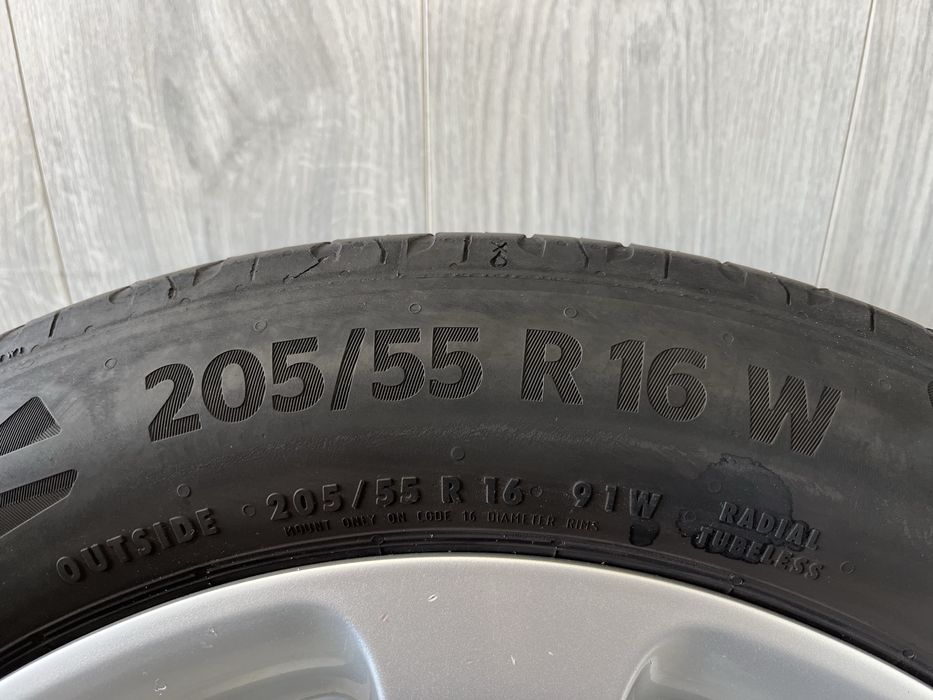 205/55 R 16 W
OUTSIDE 205/55 R 16 91W RADIAL
MOUNT ONLY ON CODE 16 DIAMETER RIMS TUBELESS